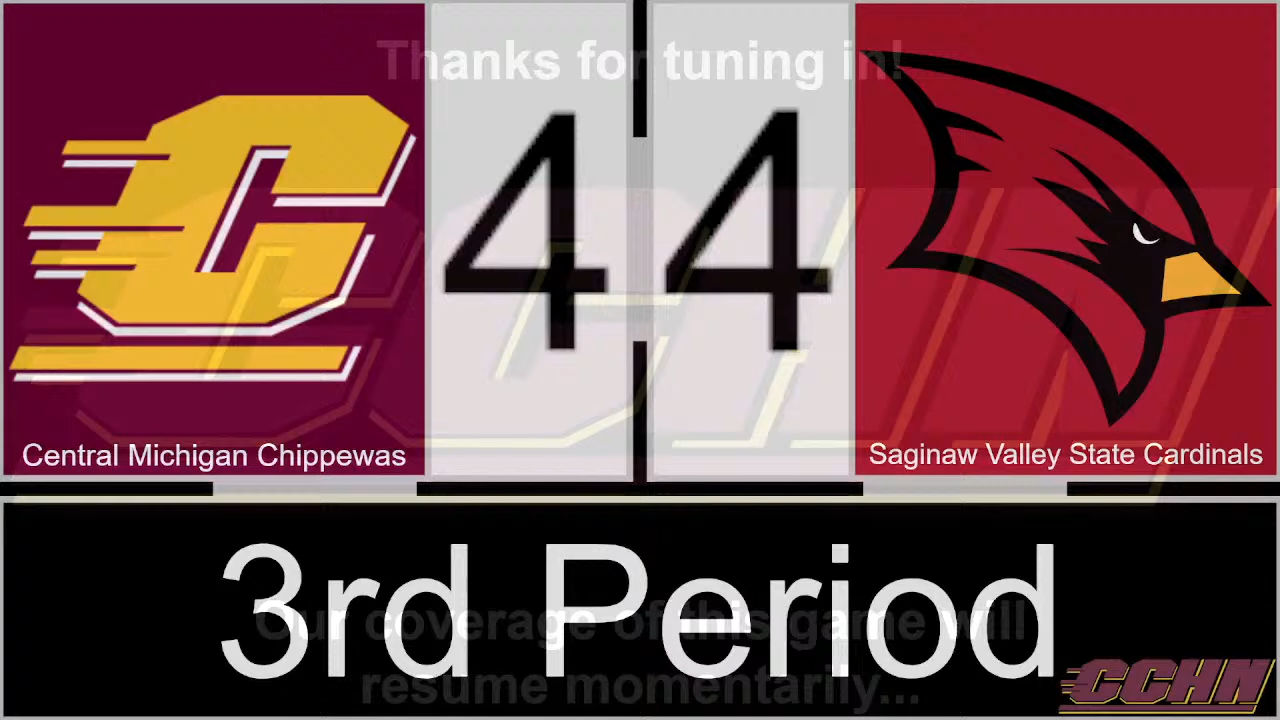 Thanks for tuning in!
4 4
Central Michigan Chippewas
Saginaw Valley State Cardinals
3rd Period
Our coverage of this game will
resume momentarily...
CCHN